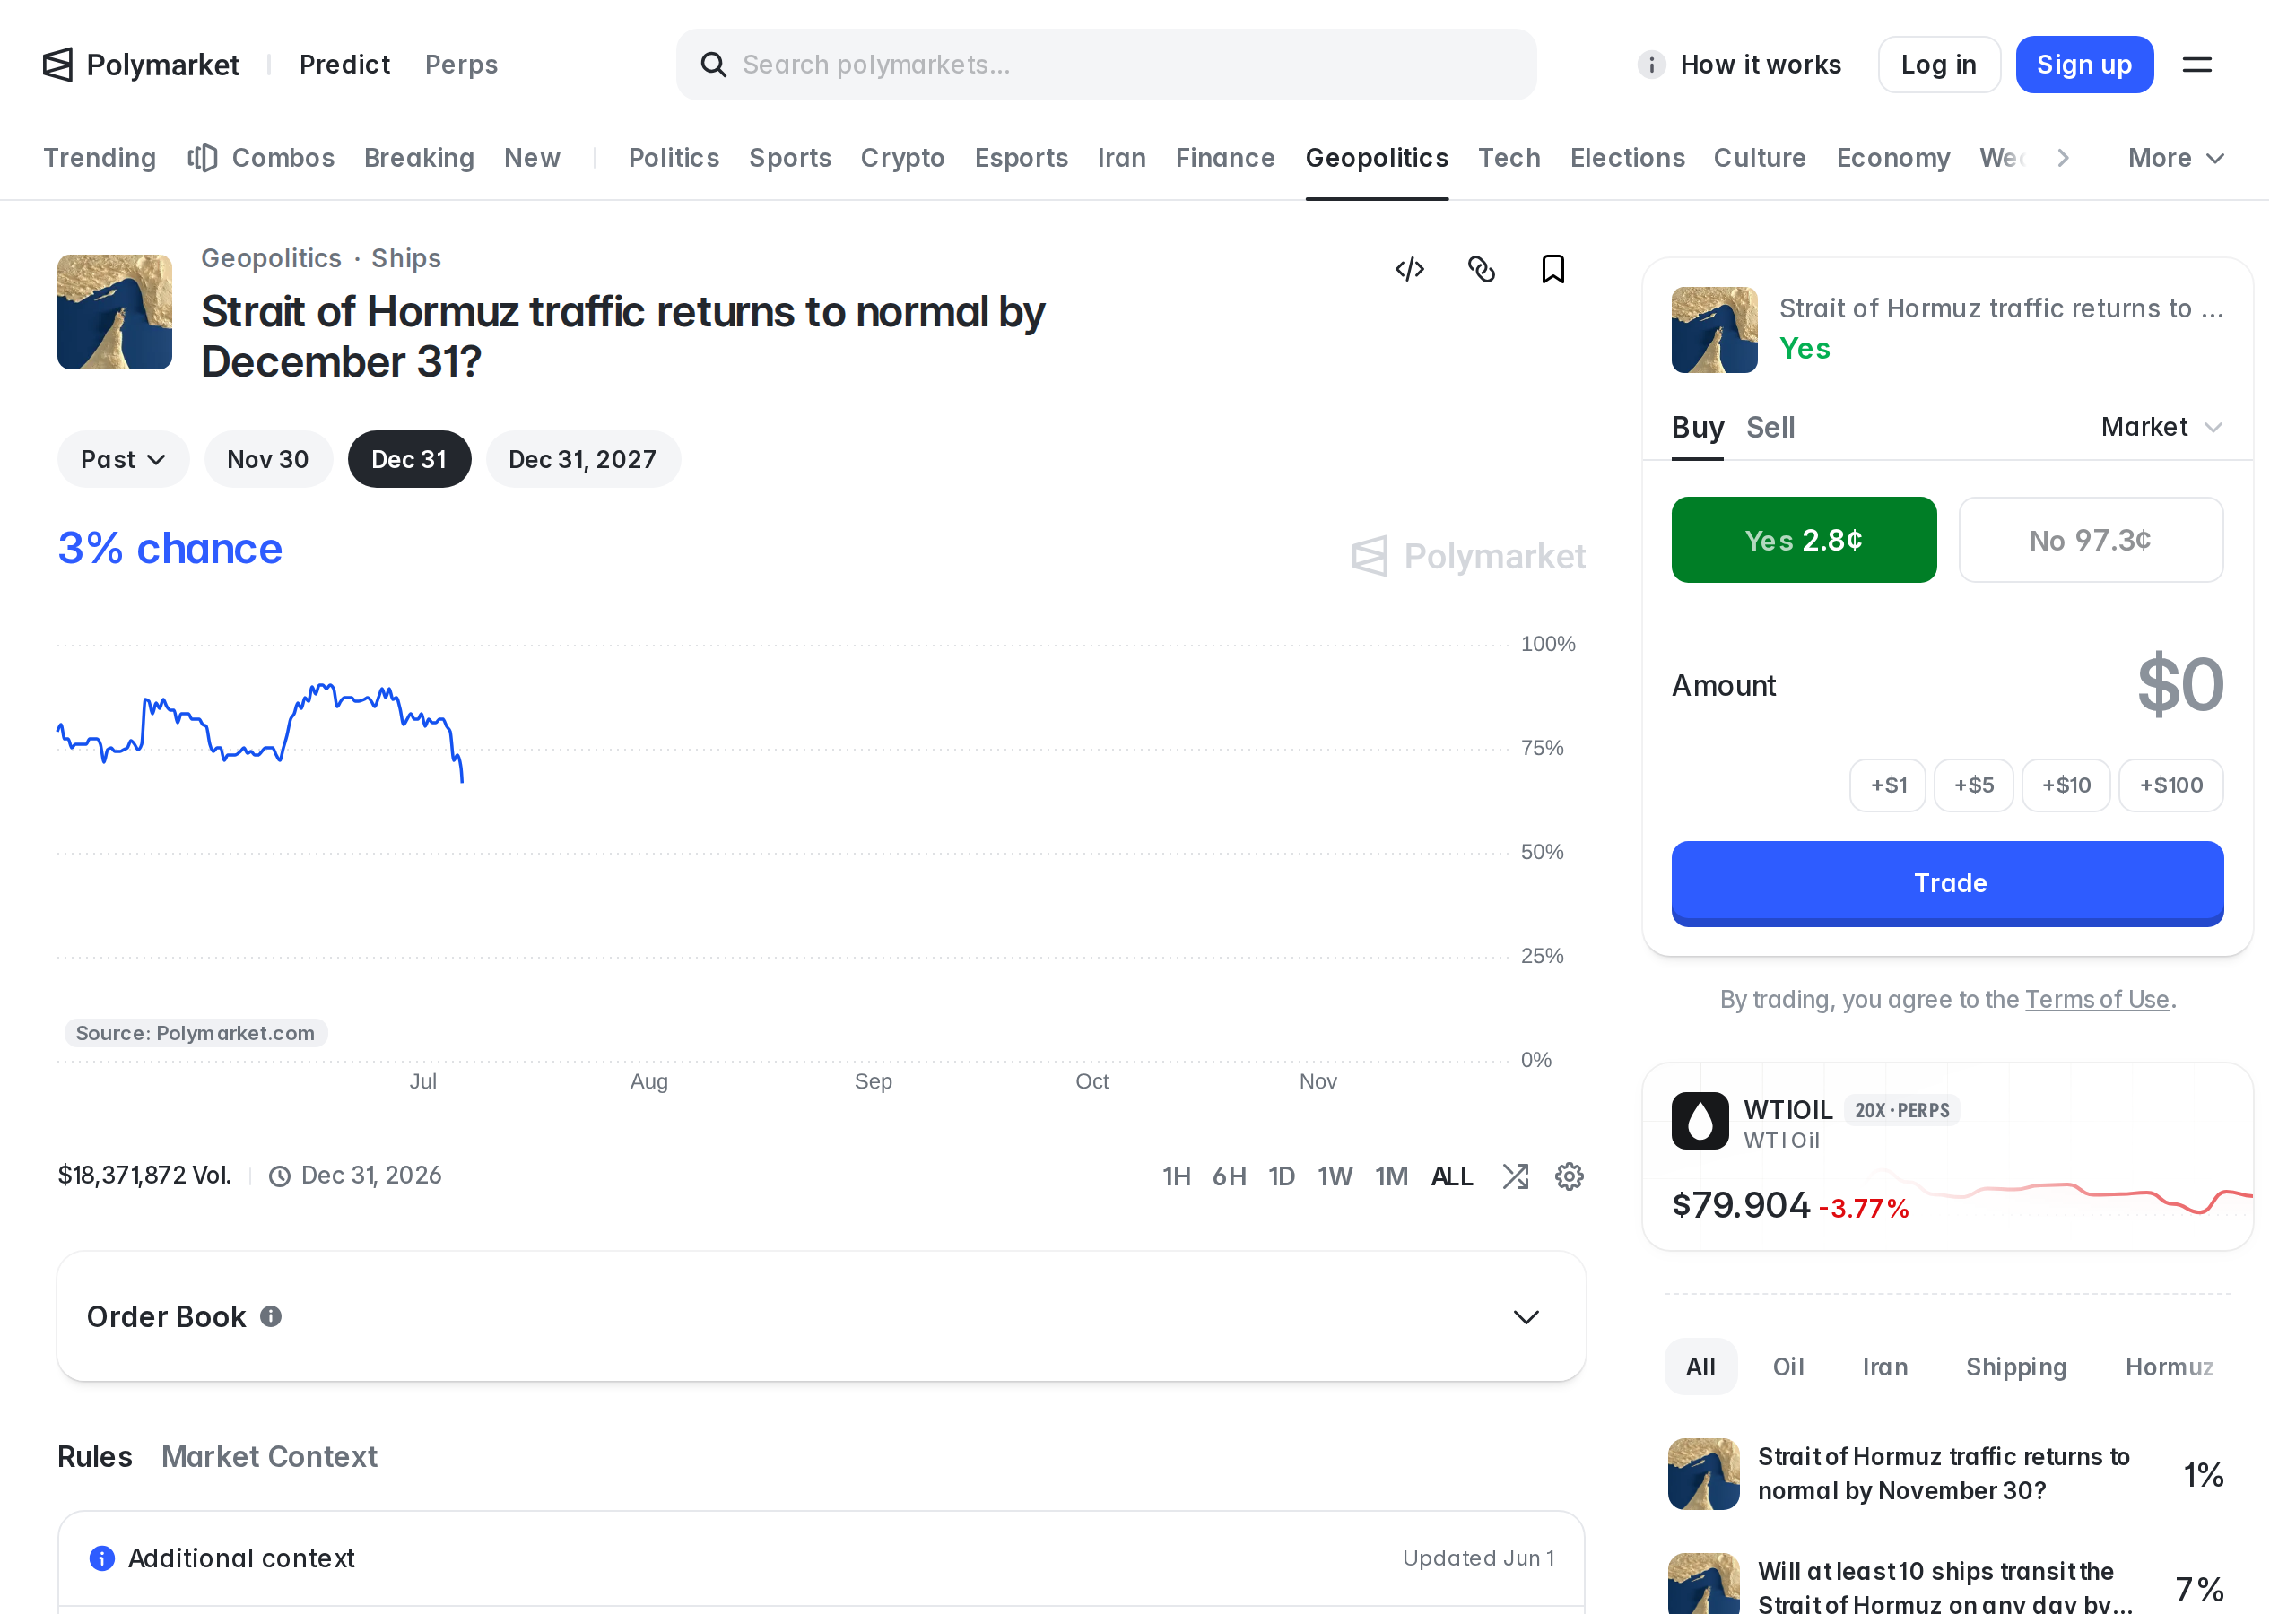 Polymarket
Predict
Perps
Search polymarkets...
How it works
Log in
Sign up
Trending
Combos
Breaking
New
Politics
Sports
Crypto
Esports
Iran
Finance
Geopolitics
Tech
Elections
Culture
Economy
More
Geopolitics · Ships
Strait of Hormuz traffic returns to normal by
December 31?
Past
Nov 30
Dec 31
Dec 31, 2027
3% chance
Polymarket
100%
75%
50%
25%
0%
Source: Polymarket.com
Jul
Aug
Sep
Oct
Nov
$18,371,872 Vol.
Dec 31, 2026
1H
6H
1D
1W
1M
ALL
Order Book
Rules
Market Context
Additional context
Updated Jun 1
Strait of Hormuz traffic returns to ...
Yes
Buy
Sell
Market
Yes 2.8¢
No 97.3¢
Amount
$0
+$1
+$5
+$10
+$100
Trade
By trading, you agree to the Terms of Use.
WTIOIL
20X · PERPS
WTI Oil
$79.904 -3.77%
All
Oil
Iran
Shipping
Hormuz
Strait of Hormuz traffic returns to
normal by November 30?
1%
Will at least 10 ships transit the
Strait of Hormuz on any day by...
7%